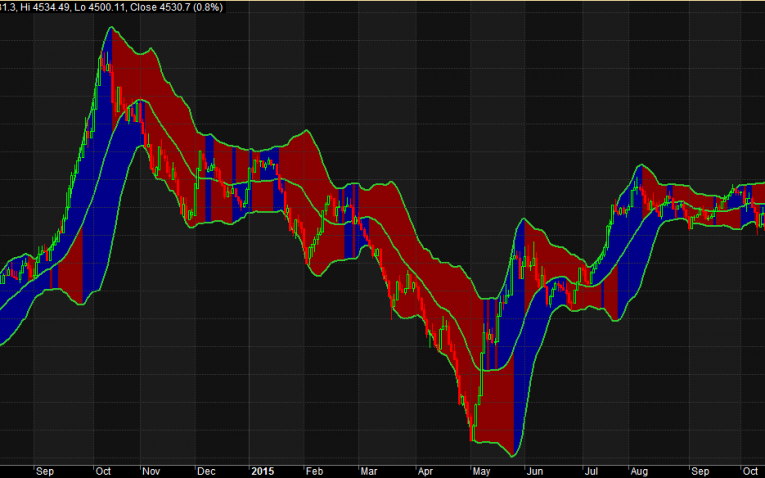 31.3, Hi 4534.49, Lo 4500.11, Close 4530.7 (0.8%)
Sep Oct Nov Dec 2015 Feb Mar Apr May Jun Jul Aug Sep Oct